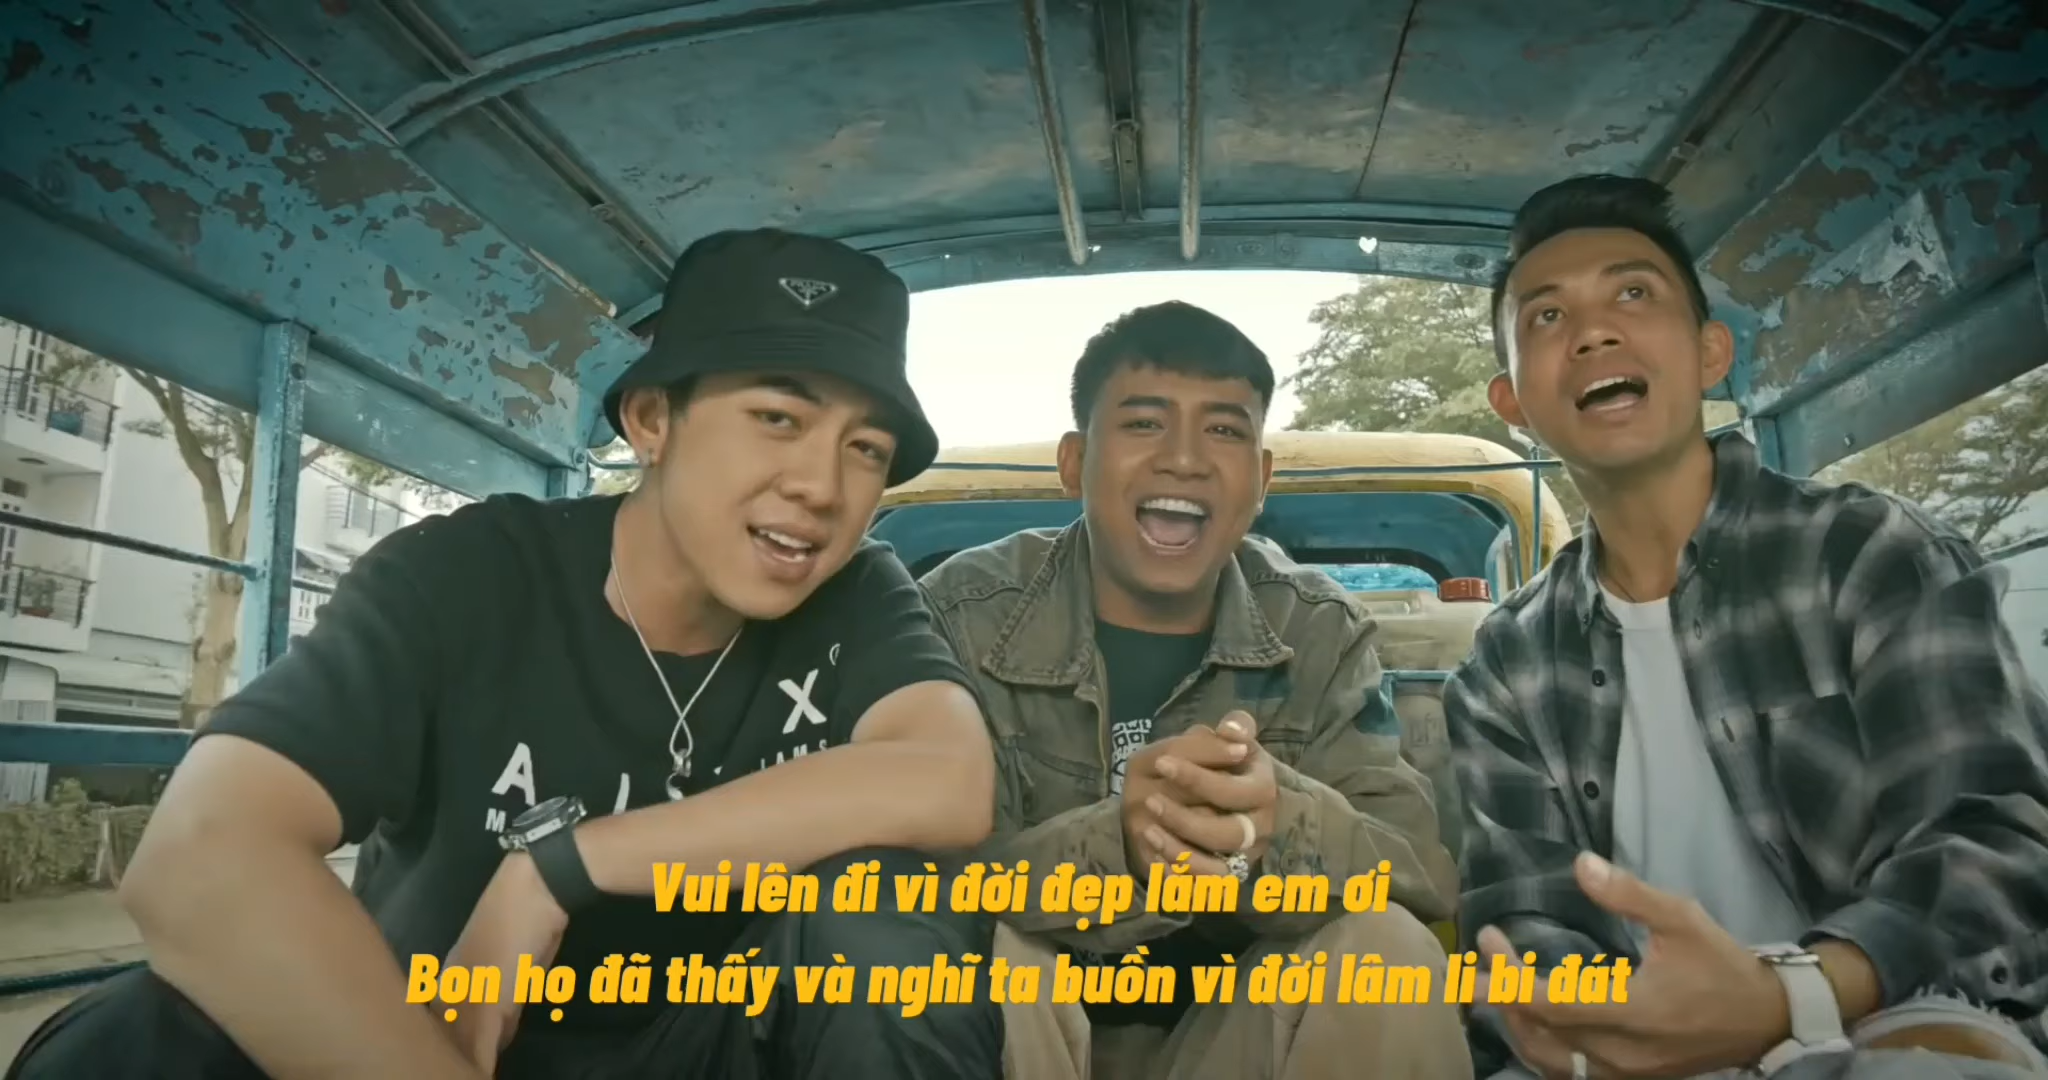 PRADA
X
A
Vui lên đi vì đời đẹp lắm em ơi
Bọn họ đã thấy và nghĩ ta buồn vì đời lâm li bi đát